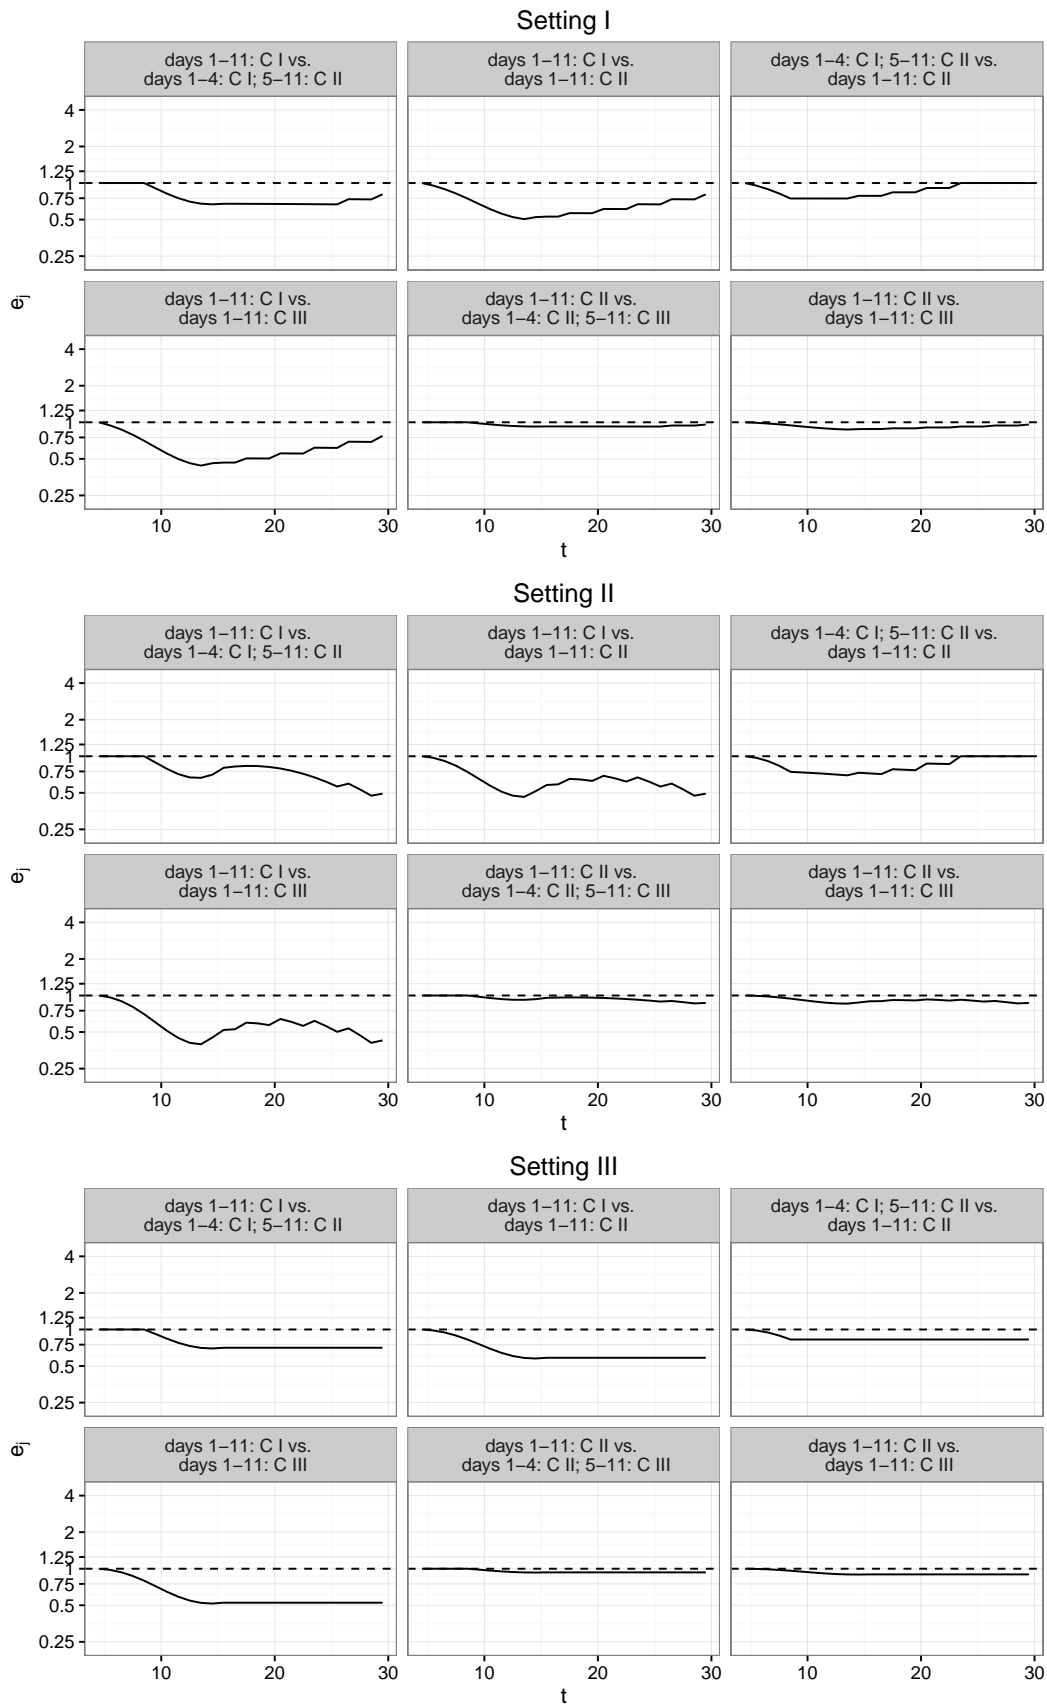 Setting I
days 1–11: C I vs.
days 1–4: C I; 5–11: C II
days 1–11: C I vs.
days 1–11: C II
days 1–4: C I; 5–11: C II vs.
days 1–11: C II
4
2
1.25
1
0.75
0.5
0.25
days 1–11: C I vs.
days 1–11: C III
days 1–11: C II vs.
days 1–4: C II; 5–11: C III
days 1–11: C II vs.
days 1–11: C III
4
2
1.25
1
0.75
0.5
0.25
ej
10 20 30 10 20 30 10 20 30
t
Setting II
days 1–11: C I vs.
days 1–4: C I; 5–11: C II
days 1–11: C I vs.
days 1–11: C II
days 1–4: C I; 5–11: C II vs.
days 1–11: C II
4
2
1.25
1
0.75
0.5
0.25
days 1–11: C I vs.
days 1–11: C III
days 1–11: C II vs.
days 1–4: C II; 5–11: C III
days 1–11: C II vs.
days 1–11: C III
4
2
1.25
1
0.75
0.5
0.25
ej
10 20 30 10 20 30 10 20 30
t
Setting III
days 1–11: C I vs.
days 1–4: C I; 5–11: C II
days 1–11: C I vs.
days 1–11: C II
days 1–4: C I; 5–11: C II vs.
days 1–11: C II
4
2
1.25
1
0.75
0.5
0.25
days 1–11: C I vs.
days 1–11: C III
days 1–11: C II vs.
days 1–4: C II; 5–11: C III
days 1–11: C II vs.
days 1–11: C III
4
2
1.25
1
0.75
0.5
0.25
ej
10 20 30 10 20 30 10 20 30
t